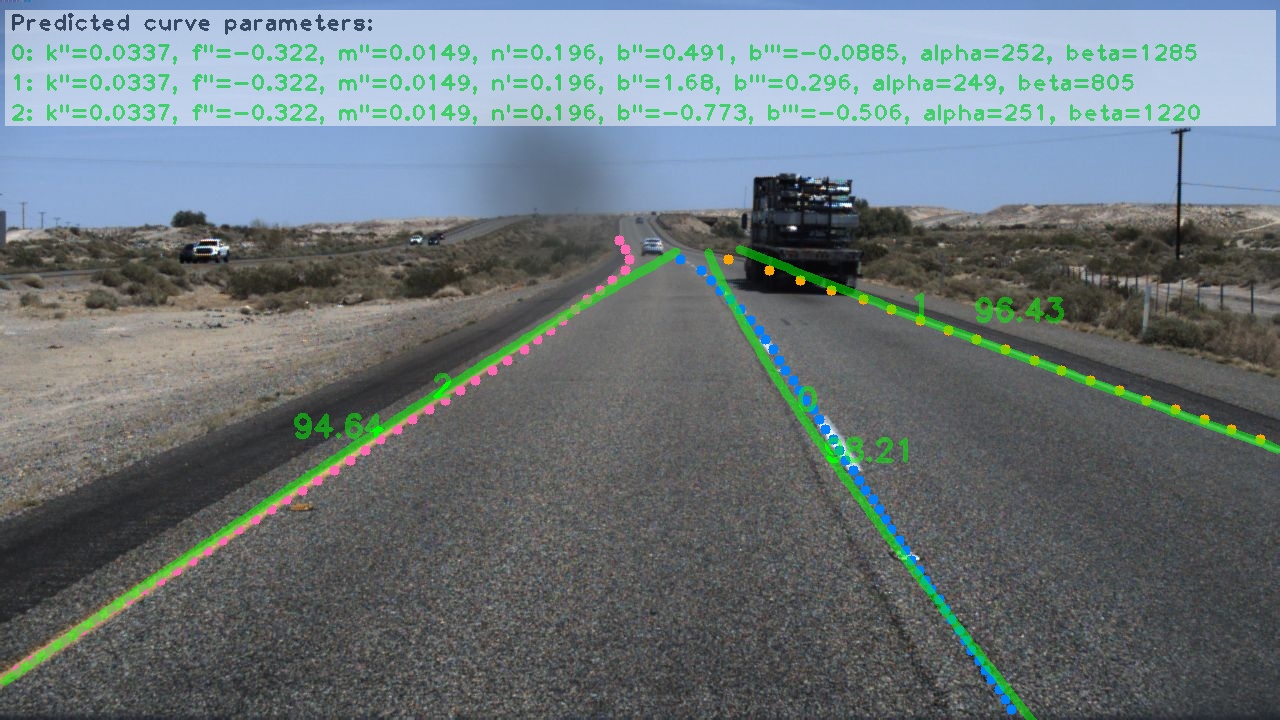 Predicted curve parameters:
0: k''=0.0337, f''=−0.322, m''=0.0149, n'=0.196, b''=0.491, b'''=−0.0885, alpha=252, beta=1285
1: k''=0.0337, f''=−0.322, m''=0.0149, n'=0.196, b''=1.68, b'''=0.296, alpha=249, beta=805
2: k''=0.0337, f''=−0.322, m''=0.0149, n'=0.196, b''=−0.773, b'''=−0.506, alpha=251, beta=1220
1 96.43
2
0
94.64
98.21